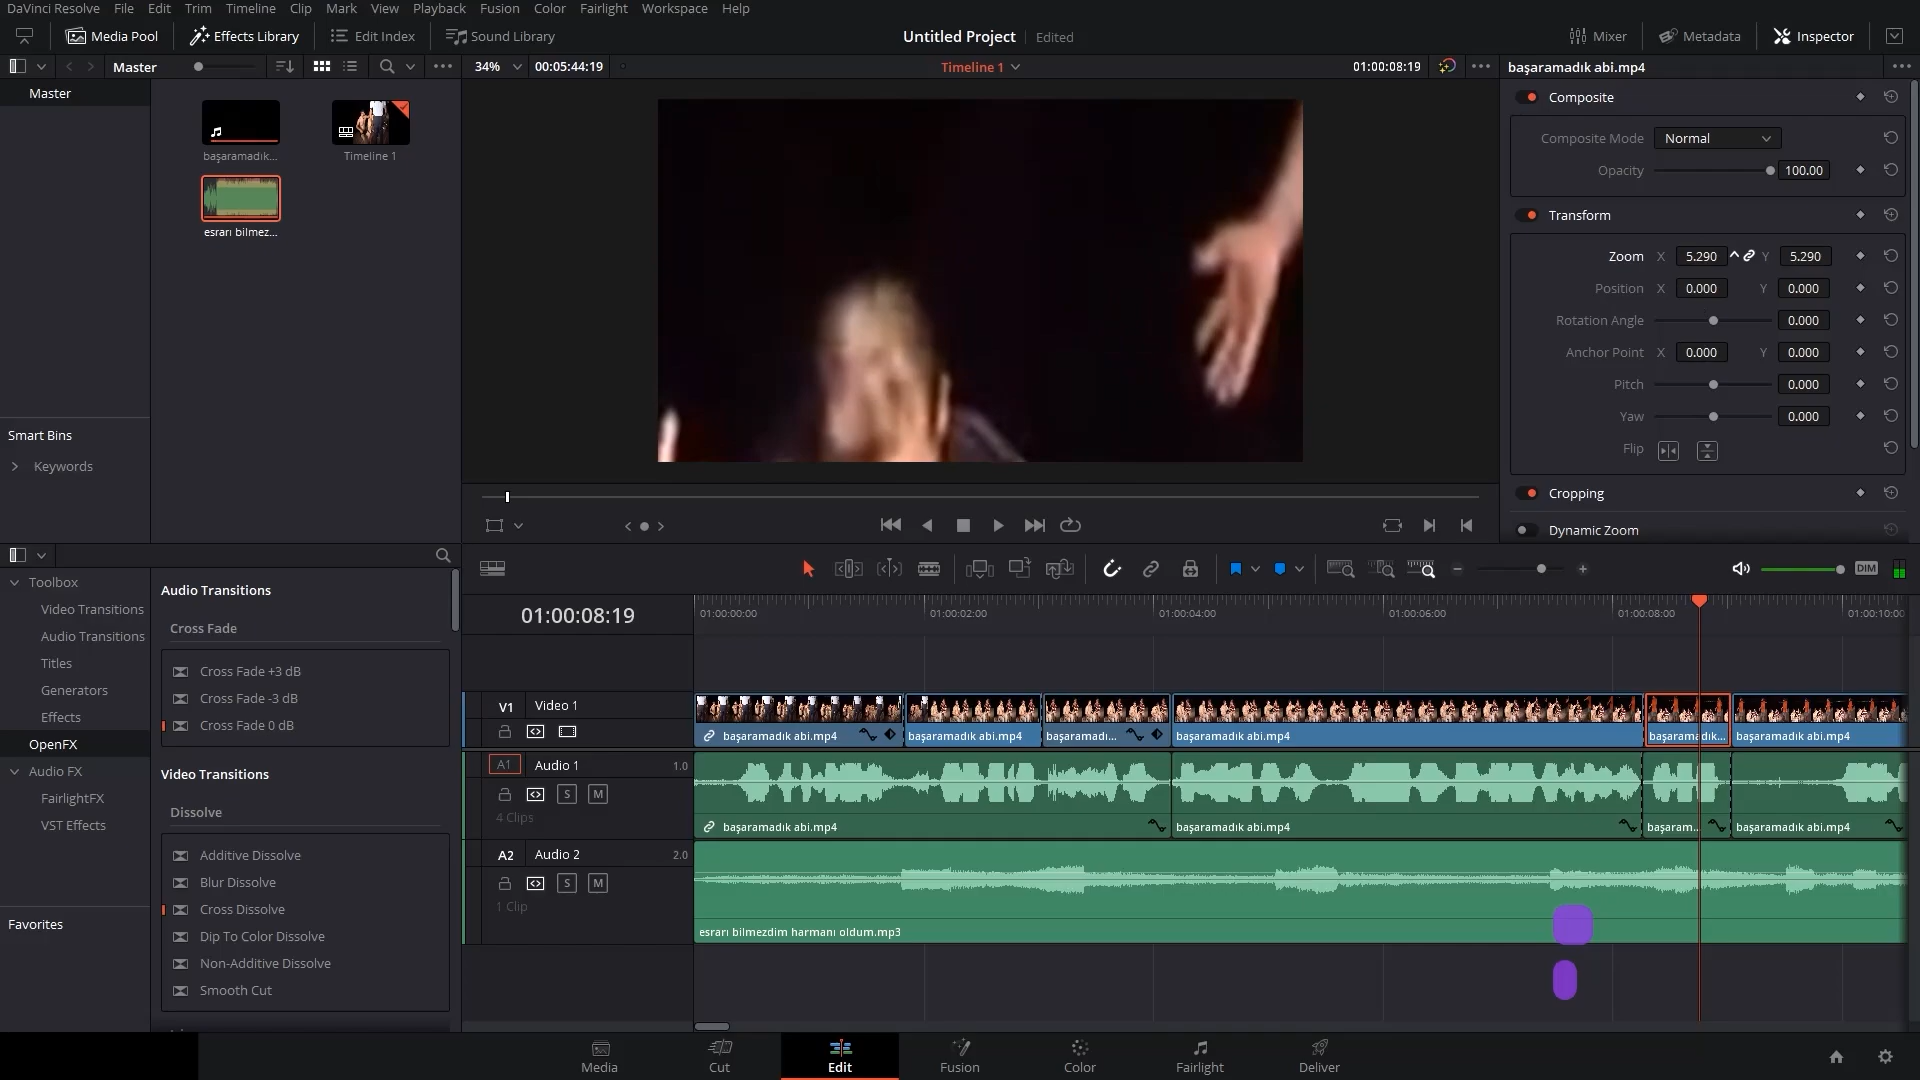 DaVinci Resolve File Edit Trim Timeline Clip Mark View Playback Fusion Color Fairlight Workspace Help
Media Pool Effects Library Edit Index Sound Library Untitled Project Edited Mixer Metadata Inspector
Master 34% 00:05:44:19 Timeline 1 01:00:08:19 başaramadık abi.mp4
Master
başaramadık...
Timeline 1
esrarı bilmez...
Smart Bins
Keywords
Composite
Composite Mode Normal
Opacity 100.00
Transform
Zoom X 5.290 Y 5.290
Position X 0.000 Y 0.000
Rotation Angle 0.000
Anchor Point X 0.000 Y 0.000
Pitch 0.000
Yaw 0.000
Flip
Cropping
Dynamic Zoom
Toolbox
Video Transitions
Audio Transitions
Titles
Generators
Effects
OpenFX
Audio FX
FairlightFX
VST Effects
Favorites
Audio Transitions
Cross Fade
Cross Fade +3 dB
Cross Fade -3 dB
Cross Fade 0 dB
Video Transitions
Dissolve
Additive Dissolve
Blur Dissolve
Cross Dissolve
Dip To Color Dissolve
Non-Additive Dissolve
Smooth Cut
DIM
01:00:08:19 01:00:00:00 01:00:02:00 01:00:04:00 01:00:06:00 01:00:08:00 01:00:10:00
V1 Video 1
başaramadık abi.mp4 başaramadık abi.mp4 başaramadı... başaramadık abi.mp4 başaramadık... başaramadık abi.mp4
A1 Audio 1 1.0
S M
4 Clips
başaramadık abi.mp4 başaramadık abi.mp4 başaram... başaramadık abi.mp4
A2 Audio 2 2.0
S M
1 Clip
esrarı bilmezdim harmanı oldum.mp3
Media Cut Edit Fusion Color Fairlight Deliver